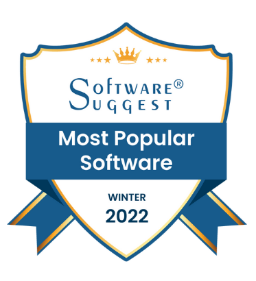 SOFTWARE®
SUGGEST
Most Popular
Software
WINTER
2022